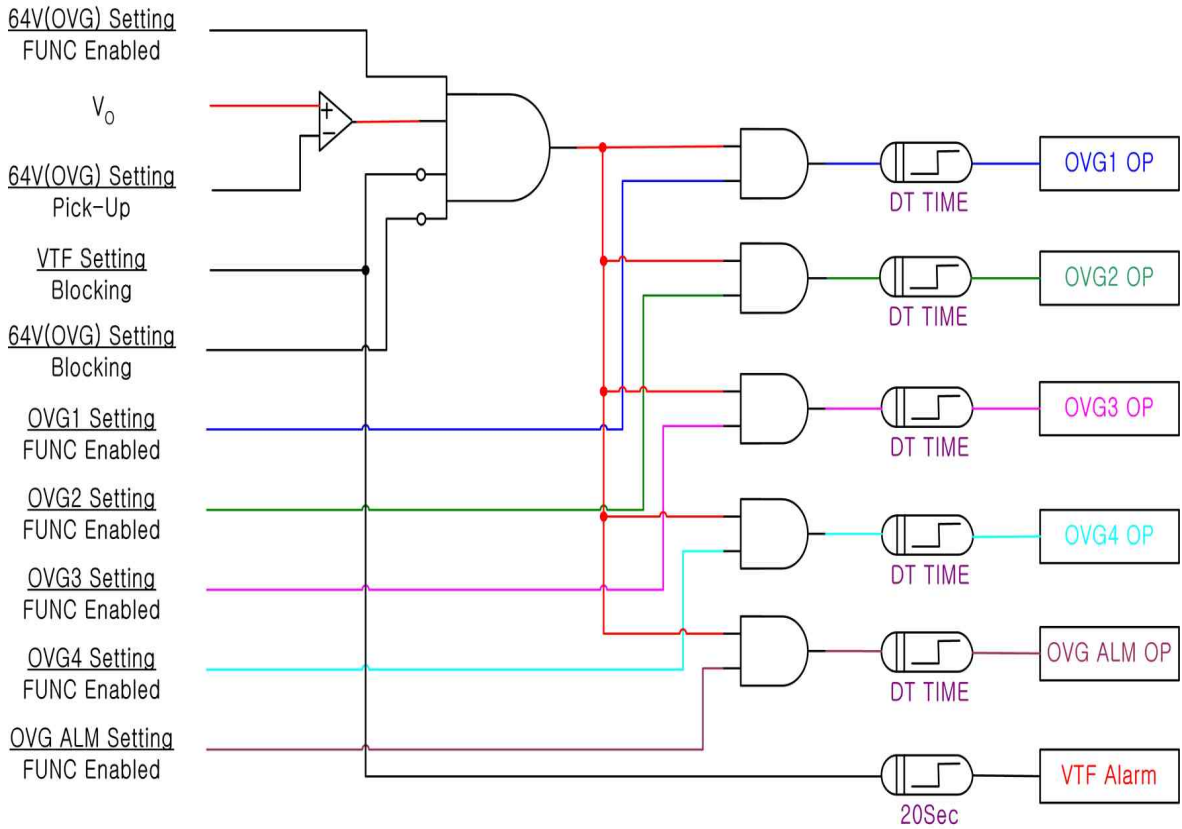 64V(OVG) Setting
FUNC Enabled
VO
+
−
64V(OVG) Setting
Pick-Up
VTF Setting
Blocking
64V(OVG) Setting
Blocking
OVG1 Setting
FUNC Enabled
OVG2 Setting
FUNC Enabled
OVG3 Setting
FUNC Enabled
OVG4 Setting
FUNC Enabled
OVG ALM Setting
FUNC Enabled
DT TIME
OVG1 OP
DT TIME
OVG2 OP
DT TIME
OVG3 OP
DT TIME
OVG4 OP
DT TIME
OVG ALM OP
20Sec
VTF Alarm